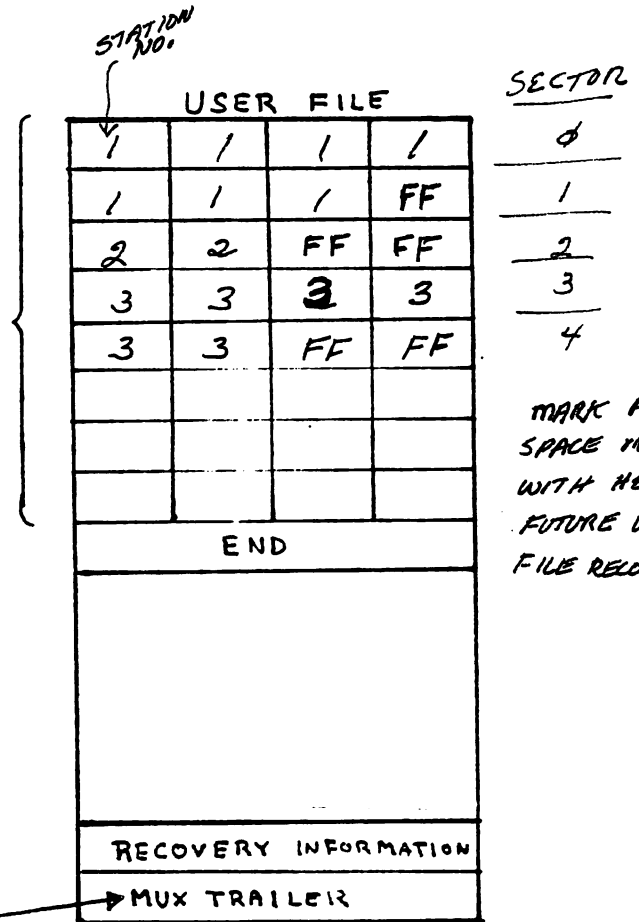 STATION
NO.
USER FILE
SECTOR
1 1 1 1 ∅
1 1 1 FF 1
2 2 FF FF 2
3 3 3 3 3
3 3 FF FF 4
MARK
SPACE
WITH
FUTURE
FILE
END
RECOVERY INFORMATION
MUX TRAILER